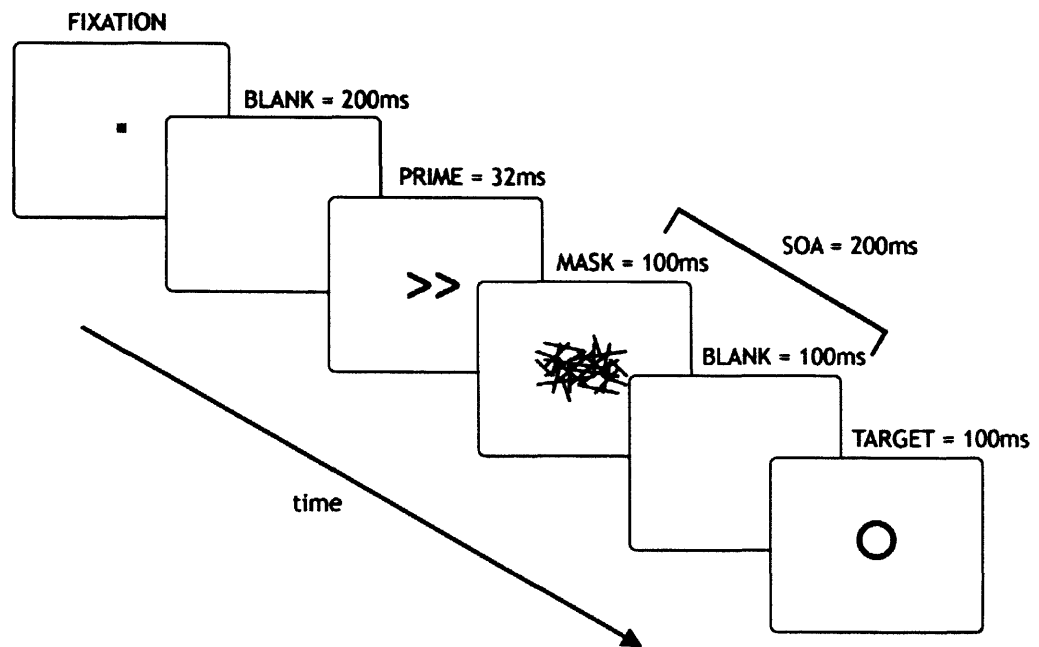 FIXATION
BLANK = 200ms
PRIME = 32ms
>>
SOA = 200ms
MASK = 100ms
BLANK = 100ms
TARGET = 100ms
time